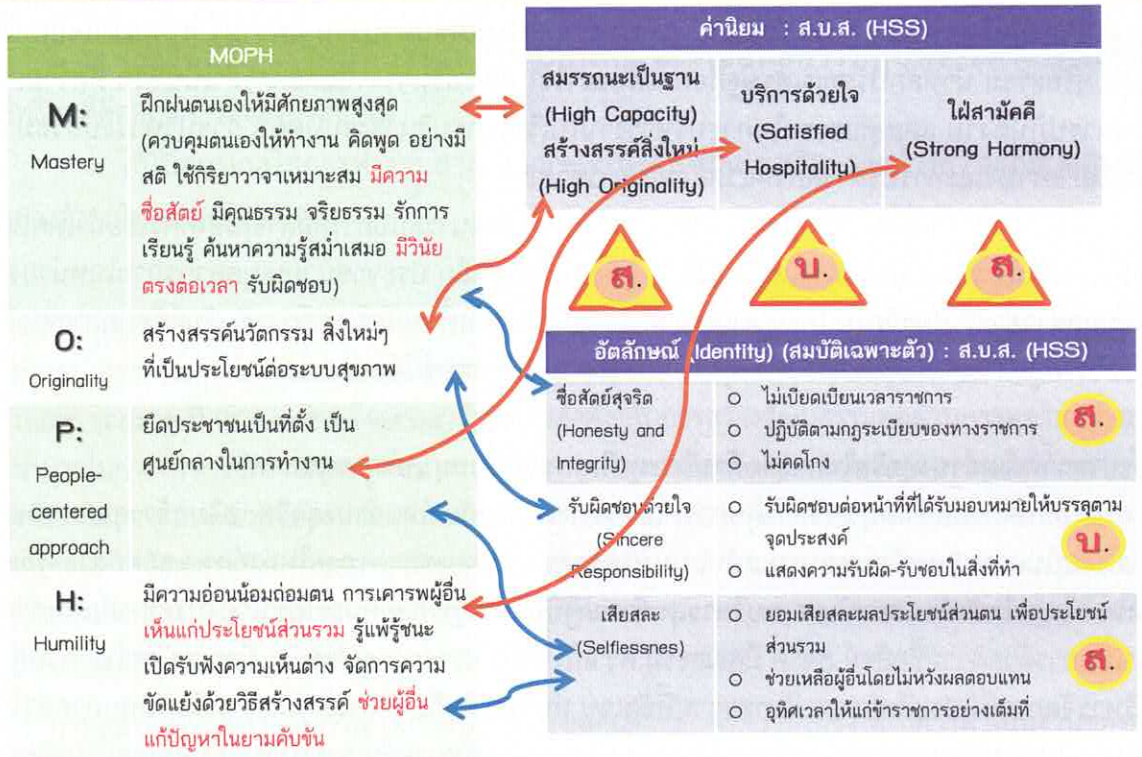 MOPH
M:
Mastery
ฝึกฝนตนเองให้มีศักยภาพสูงสุด
(ควบคุมตนเองให้ทำงาน คิดพูด อย่างมี
สติ ใช้กิริยาวาจาเหมาะสม มีความ
ซื่อสัตย์ มีคุณธรรม จริยธรรม รักการ
เรียนรู้ ค้นหาความรู้สม่ำเสมอ มีวินัย
ตรงต่อเวลา รับผิดชอบ)
O:
Originality
สร้างสรรค์นวัตกรรม สิ่งใหม่ๆ
ที่เป็นประโยชน์ต่อระบบสุขภาพ
P:
People-
centered
approach
ยึดประชาชนเป็นที่ตั้ง เป็น
ศูนย์กลางในการทำงาน
H:
Humility
มีความอ่อนน้อมถ่อมตน การเคารพผู้อื่น
เห็นแก่ประโยชน์ส่วนรวม รู้แพ้รู้ชนะ
เปิดรับฟังความเห็นต่าง จัดการความ
ขัดแย้งด้วยวิธีสร้างสรรค์ ช่วยผู้อื่น
แก้ปัญหาในยามคับขัน
ค่านิยม : ส.บ.ส. (HSS)
สมรรถนะเป็นฐาน
(High Capacity)
สร้างสรรค์สิ่งใหม่
(High Originality)
บริการด้วยใจ
(Satisfied
Hospitality)
ใฝ่สามัคคี
(Strong Harmony)
ส.
บ.
ส.
อัตลักษณ์ (Identity) (สมบัติเฉพาะตัว) : ส.บ.ส. (HSS)
ซื่อสัตย์สุจริต
(Honesty and
Integrity)
ไม่เบียดเบียนเวลาราชการ
ปฏิบัติตามกฎระเบียบของทางราชการ
ไม่คดโกง
ส.
รับผิดชอบด้วยใจ
(Sincere
Responsibility)
รับผิดชอบต่อหน้าที่ที่ได้รับมอบหมายให้บรรลุตาม
จุดประสงค์
แสดงความรับผิด-รับชอบในสิ่งที่ทำ
บ.
เสียสละ
(Selflessnes)
ยอมเสียสละผลประโยชน์ส่วนตน เพื่อประโยชน์
ส่วนรวม
ช่วยเหลือผู้อื่นโดยไม่หวังผลตอบแทน
อุทิศเวลาให้แก่ข้าราชการอย่างเต็มที่
ส.